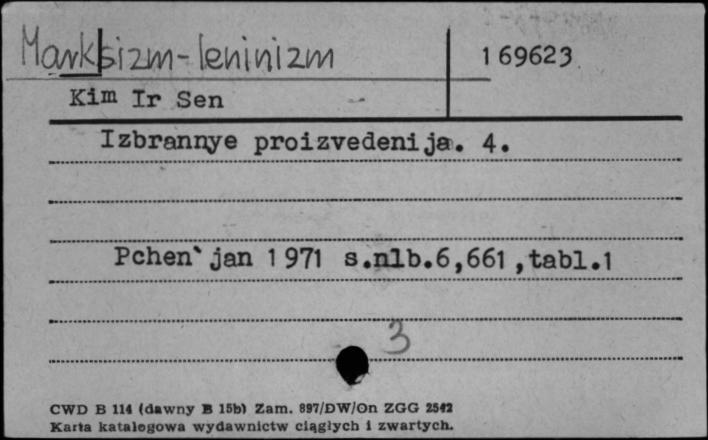 Marksizm-leninizm
169623
Kim Ir Sen
Izbrannye proizvedenija. 4.
Pchen`jan 1971 s.nlb.6,661,tabl.1
3
CWD B 114 (dawny B 15b) Zam. 897/DW/On ZGG 2542
Karta katalogowa wydawnictw ciągłych i zwartych.